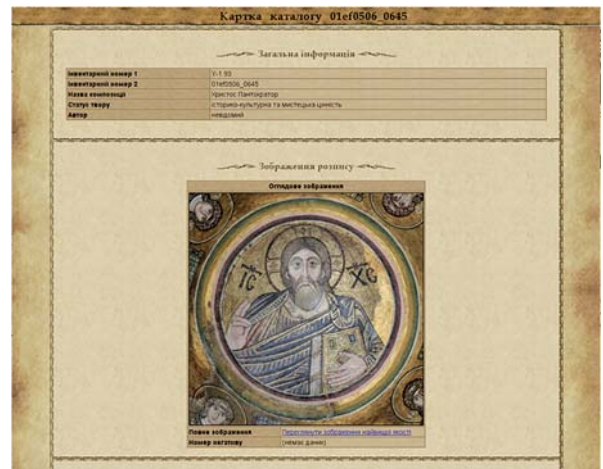 Картка каталогу 01ef0506_0645
Загальна інформація
Інвентарний номер 1 У-1 93
Інвентарний номер 2 01ef0506_0645
Назва композиції Христос Пантократор
Статус твору історико-культурна та мистецька цінність
Автор невідомий
Зображення розпису
Оглядове зображення
ІС ХС
Повне зображення Переглянути зображення найвищої якості
Номер негативу (немає даних)